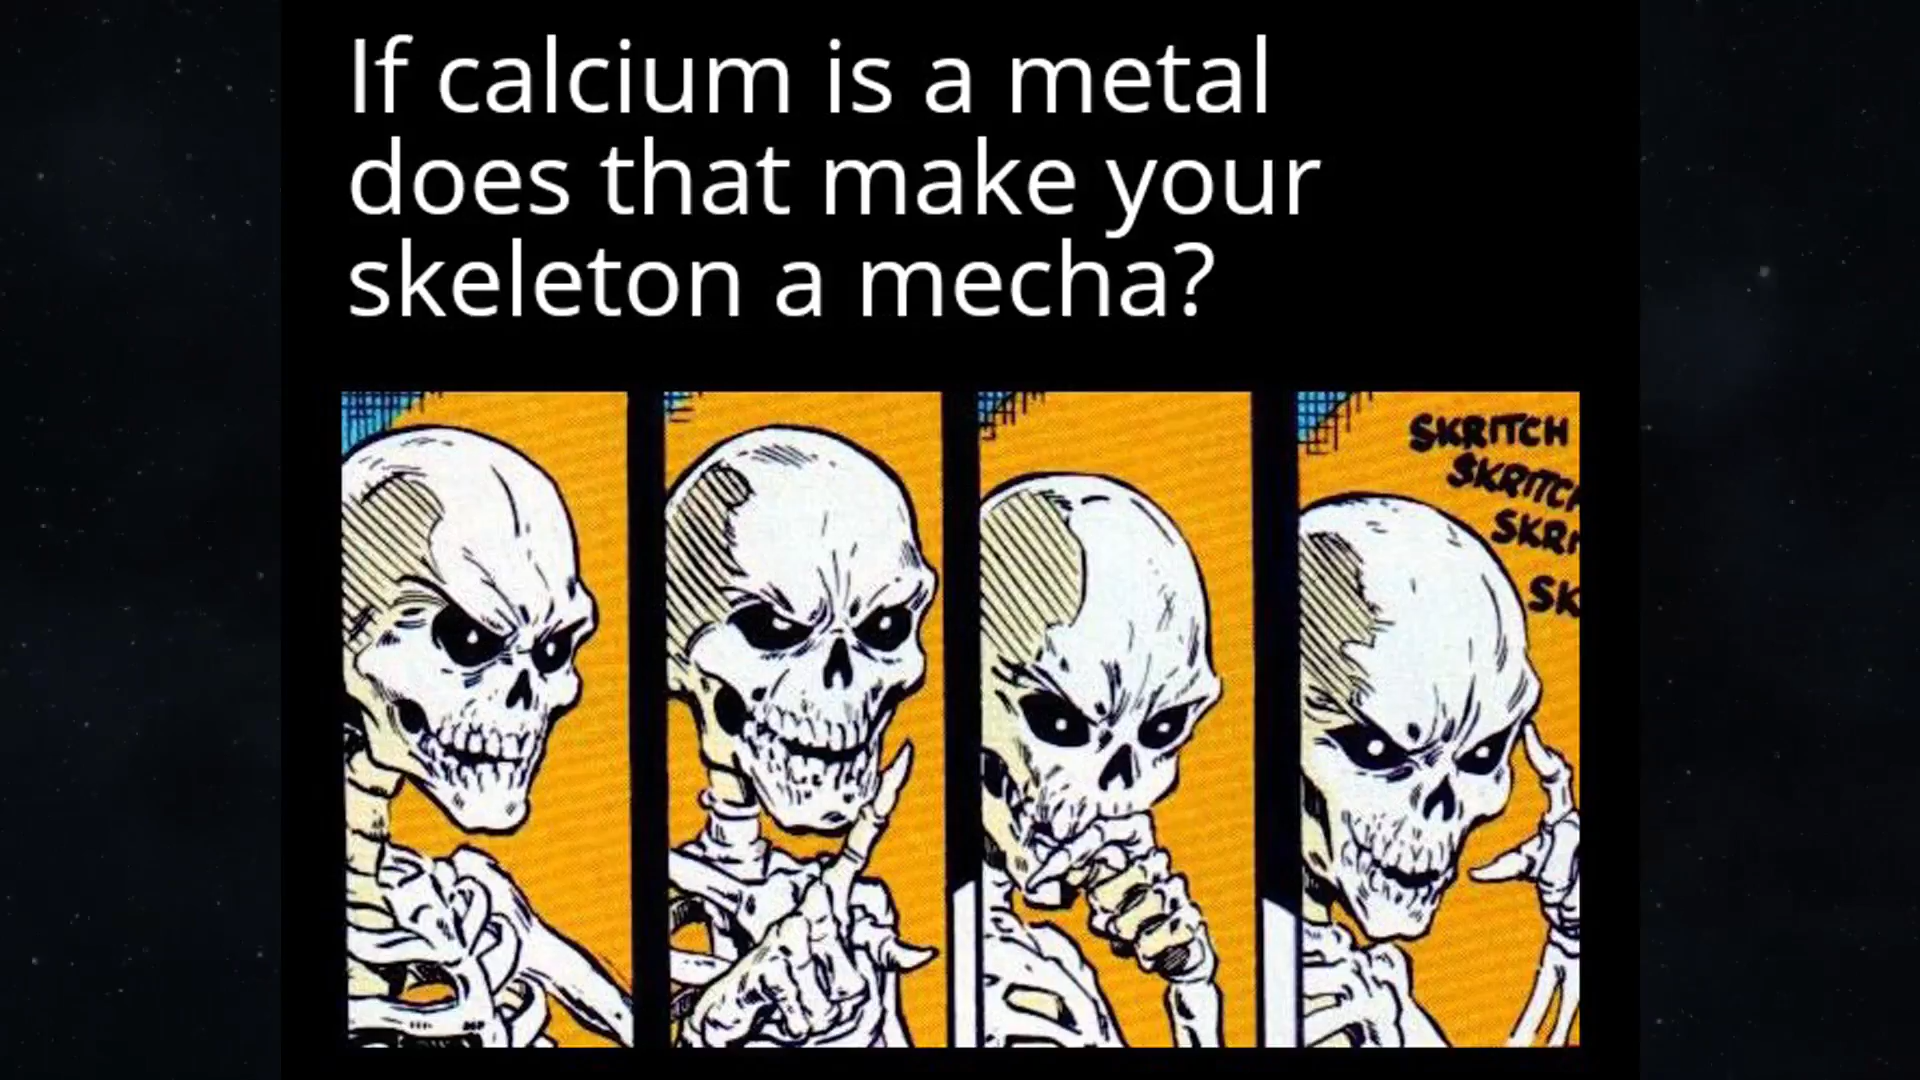 If calcium is a metal
does that make your
skeleton a mecha?
SKRITCH